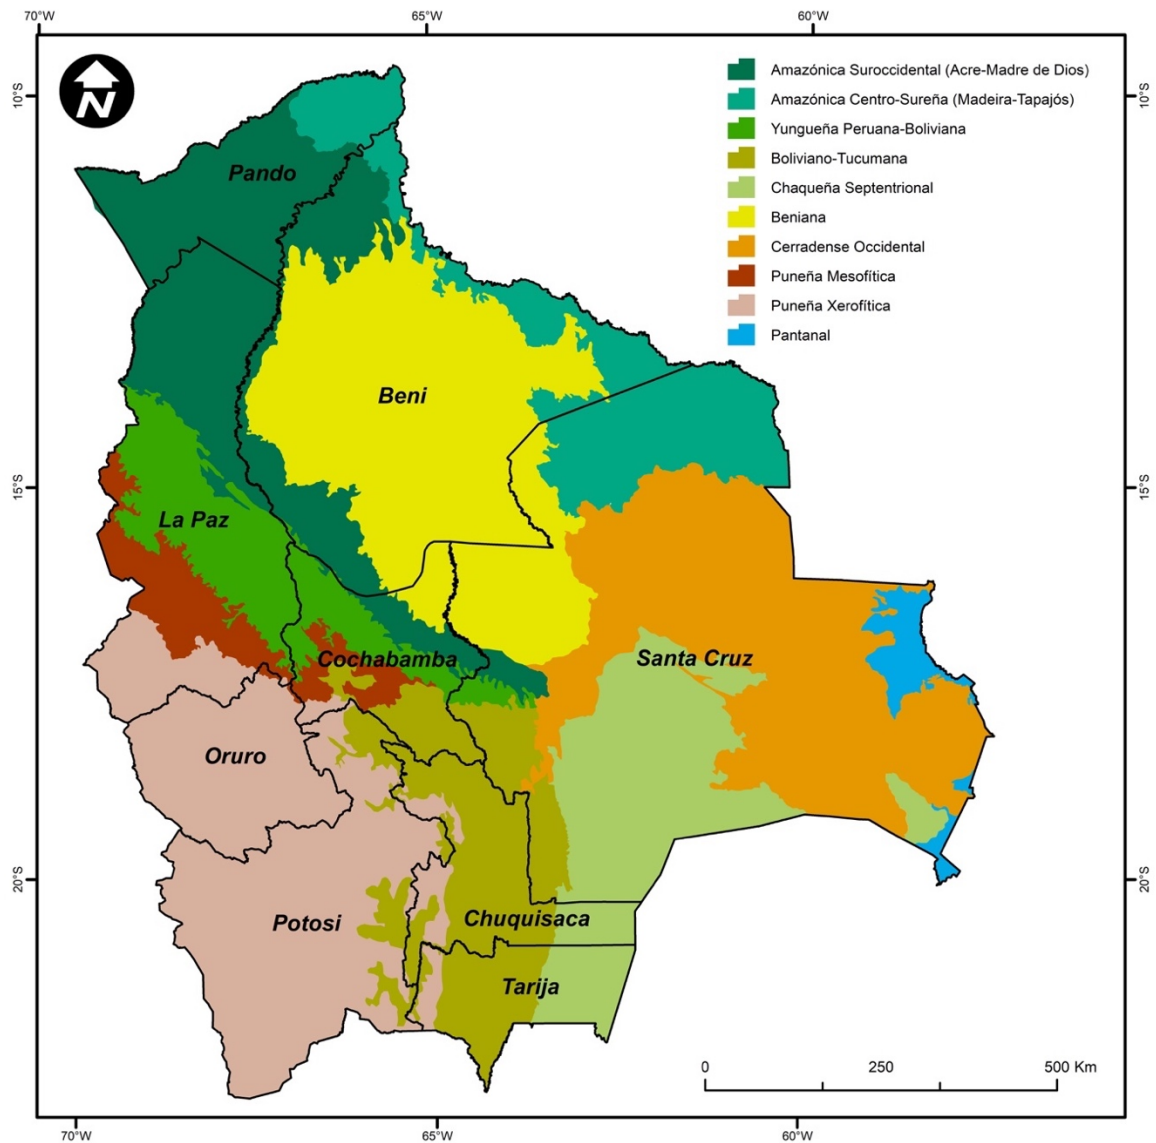 70°W
65°W
60°W
10°S
10°S
N
Amazónica Suroccidental (Acre-Madre de Dios)
Amazónica Centro-Sureña (Madeira-Tapajós)
Yungueña Peruana-Boliviana
Boliviano-Tucumana
Chaqueña Septentrional
Beniana
Cerradense Occidental
Puneña Mesofítica
Puneña Xerofítica
Pantanal
Pando
Beni
15°S
15°S
La Paz
Cochabamba
Santa Cruz
Oruro
20°S
20°S
Potosi
Chuquisaca
Tarija
0 250 500 Km
70°W
65°W
60°W